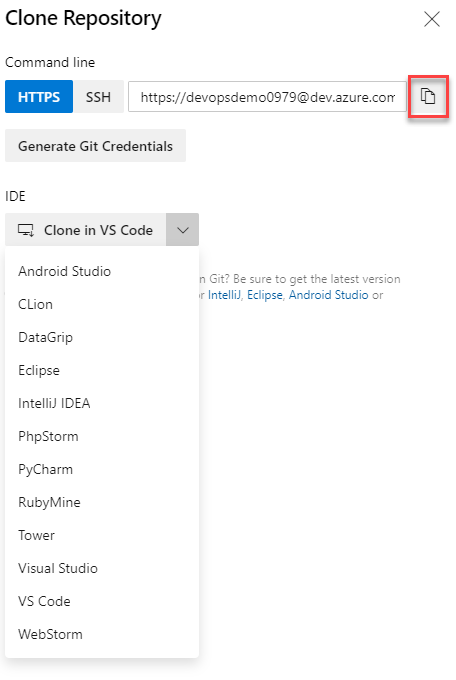 Clone Repository
Command line
HTTPS SSH https://devopsdemo0979@dev.azure.com
Generate Git Credentials
IDE
Clone in VS Code
Android Studio
n Git? Be sure to get the latest version
CLion
or IntelliJ, Eclipse, Android Studio or
DataGrip
Eclipse
IntelliJ IDEA
PhpStorm
PyCharm
RubyMine
Tower
Visual Studio
VS Code
WebStorm